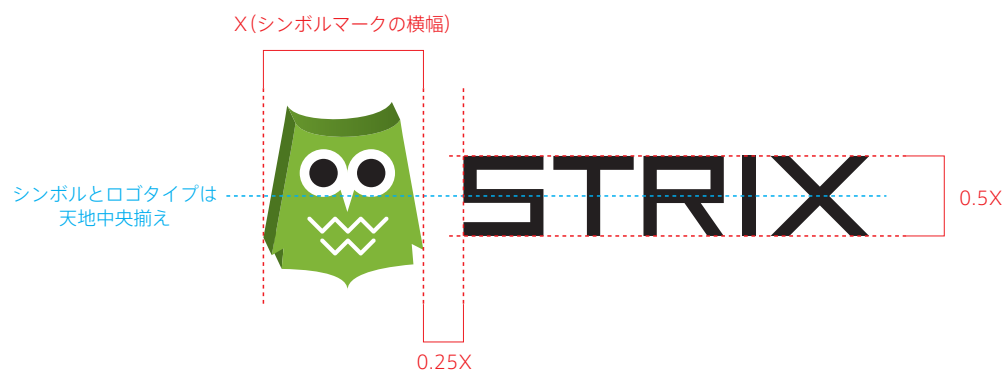 X(シンボルマークの横幅)
シンボルとロゴタイプは
天地中央揃え
STRIX
0.5X
0.25X